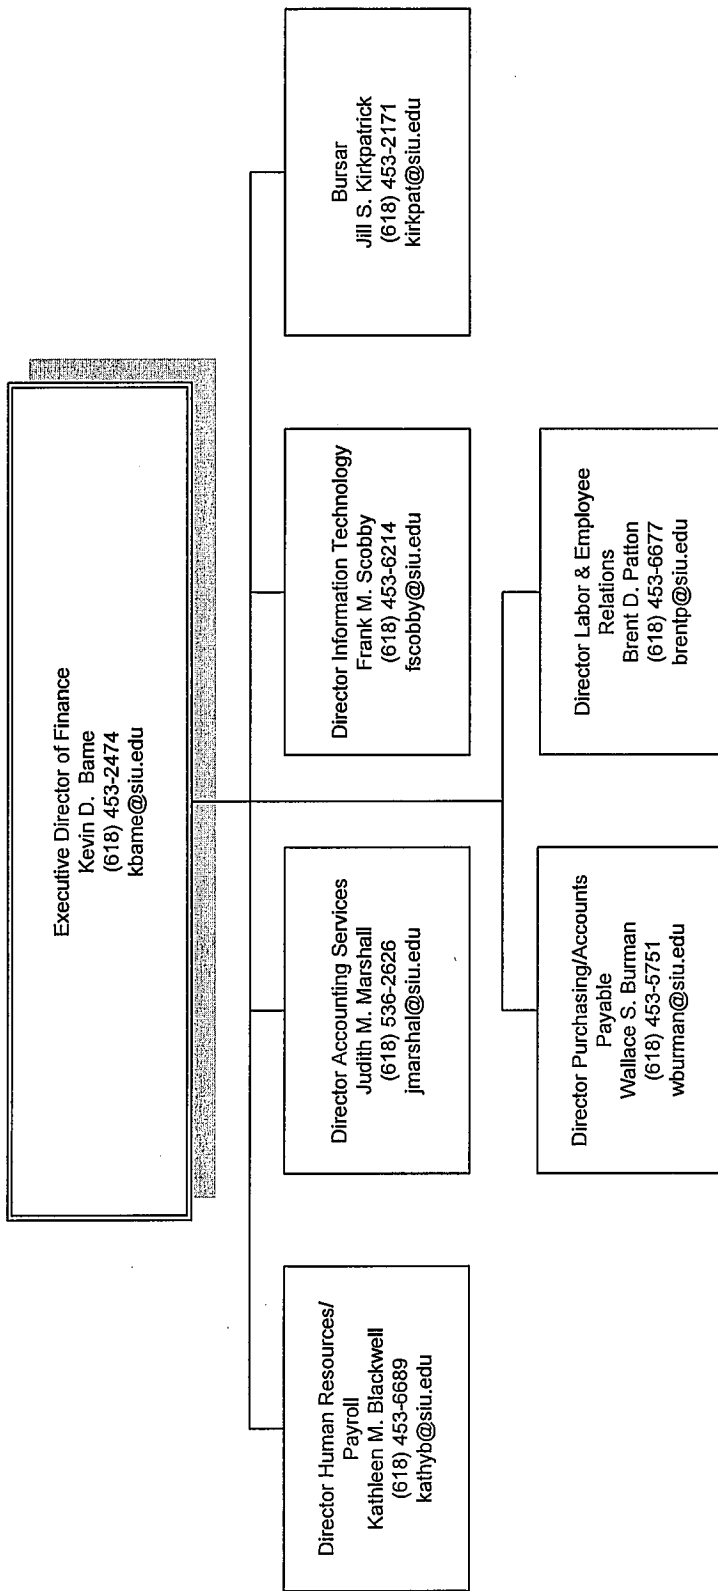 Executive Director of Finance
Kevin D. Bame
(618) 453-2474
kbame@siu.edu
Director Human Resources/
Payroll
Kathleen M. Blackwell
(618) 453-6689
kathyb@siu.edu
Director Accounting Services
Judith M. Marshall
(618) 536-2626
jmarshal@siu.edu
Director Information Technology
Frank M. Scobby
(618) 453-6214
fscobby@siu.edu
Bursar
Jill S. Kirkpatrick
(618) 453-2171
kirkpat@siu.edu
Director Purchasing/Accounts
Payable
Wallace S. Burman
(618) 453-5751
wburman@siu.edu
Director Labor & Employee
Relations
Brent D. Patton
(618) 453-6677
brentp@siu.edu